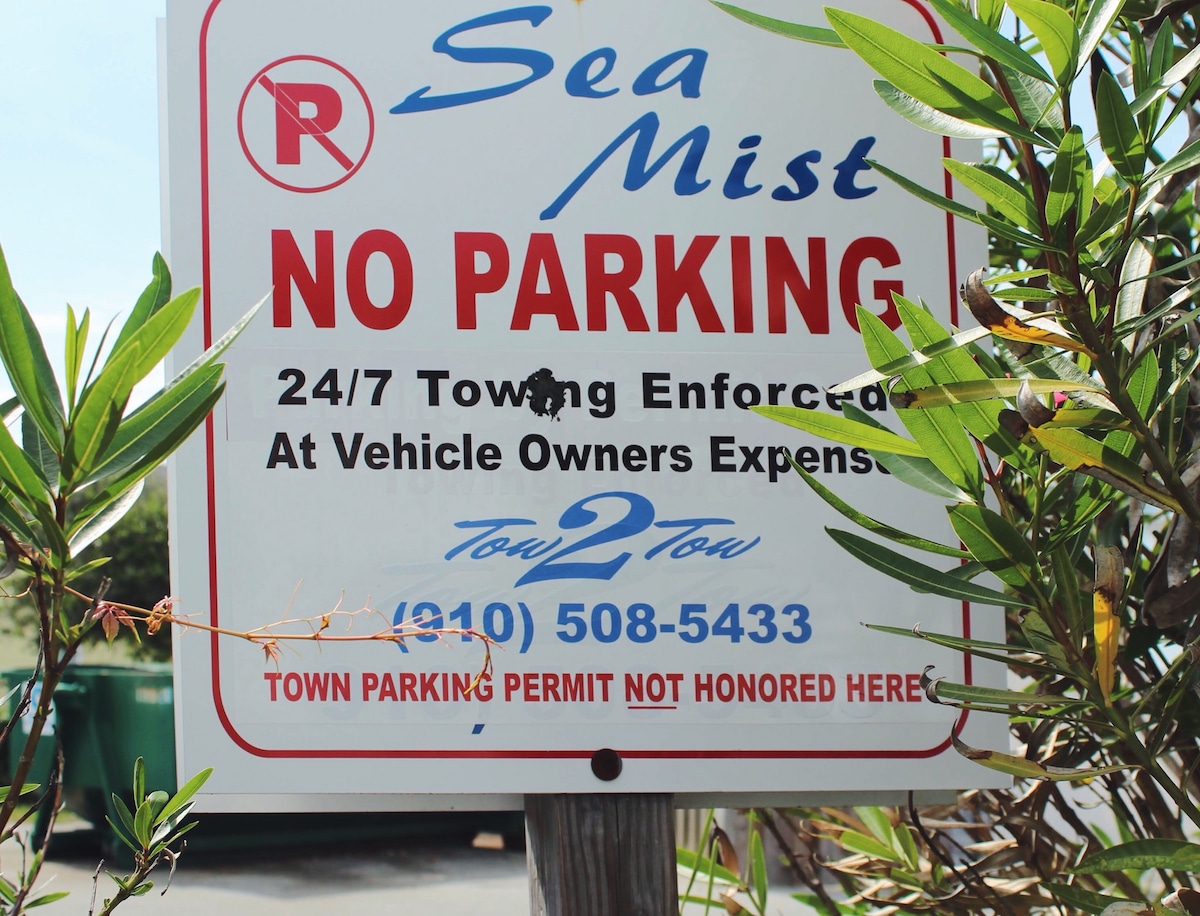 P
Sea
Mist
NO PARKING
24/7 Towing Enforced
At Vehicle Owners Expense
Tow 2 Tow
(910) 508-5433
TOWN PARKING PERMIT NOT HONORED HERE